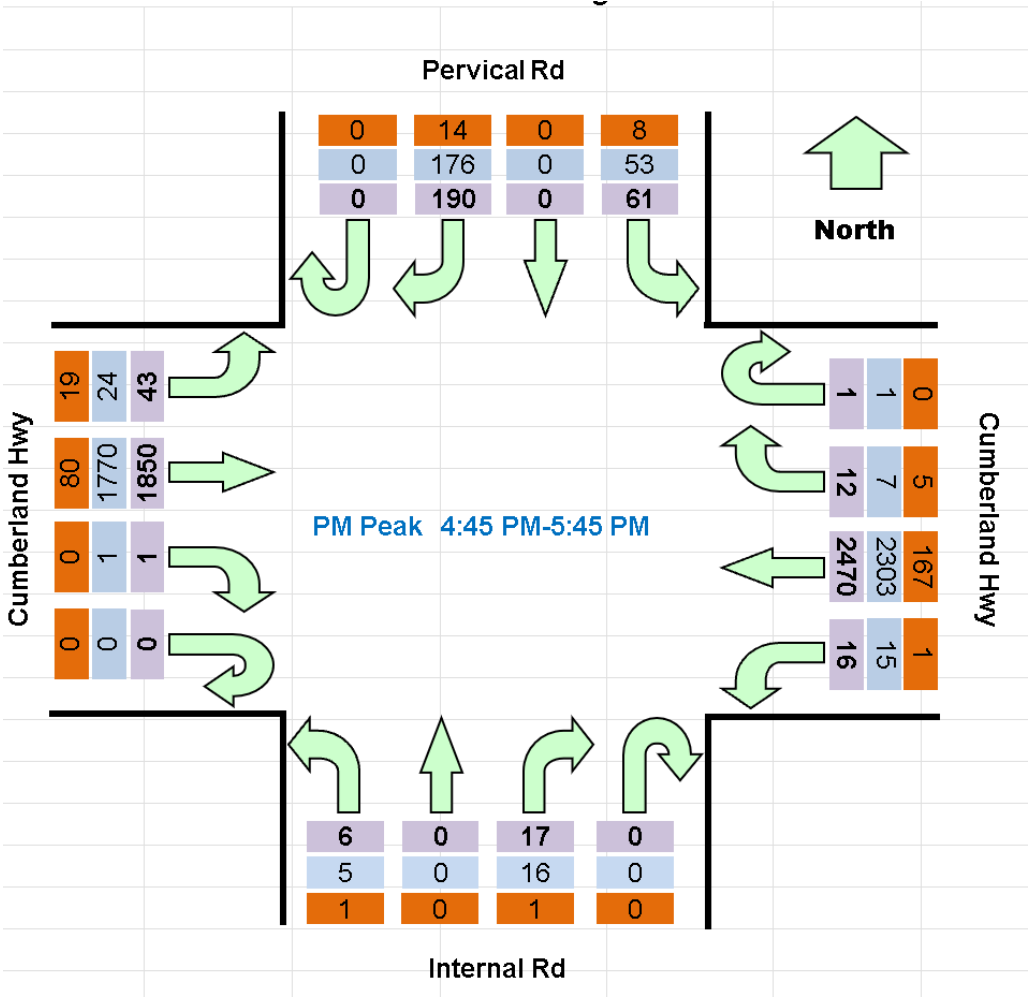 Pervical Rd
0 14 0 8
0 176 0 53
0 190 0 61
North
19 24 43
80 1770 1850
0 1 1
0 0 0
Cumberland Hwy
PM Peak 4:45 PM-5:45 PM
1 1 0
12 7 5
2470 2303 167
16 15 1
Cumberland Hwy
6 0 17 0
5 0 16 0
1 0 1 0
Internal Rd